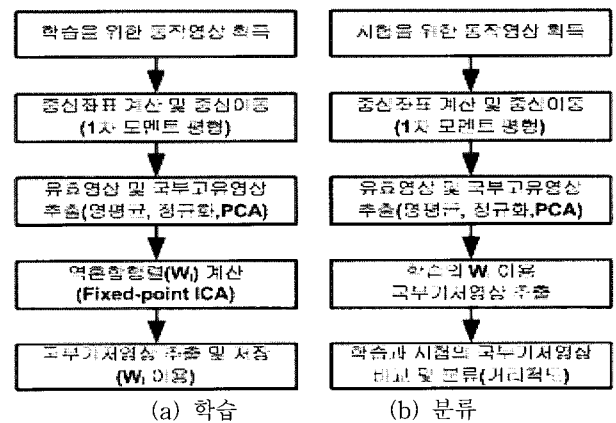 학습을 위한 동작영상 획득
중심좌표 계산 및 중심이동
(1차 모멘트 평형)
유효영상 및 국부고유영상
추출(영평균, 정규화,PCA)
역혼합행렬(Wᵢ) 계산
(Fixed-point ICA)
국부기저영상 추출 및 저장
(Wᵢ 이용)
(a) 학습
시험을 위한 동작영상 획득
중심좌표 계산 및 중심이동
(1차 모멘트 평형)
유효영상 및 국부고유영상
추출(영평균, 정규화,PCA)
학습의 Wᵢ 이용
국부기저영상 추출
학습과 시험의 국부기저영상
비교 및 분류(거리척도)
(b) 분류